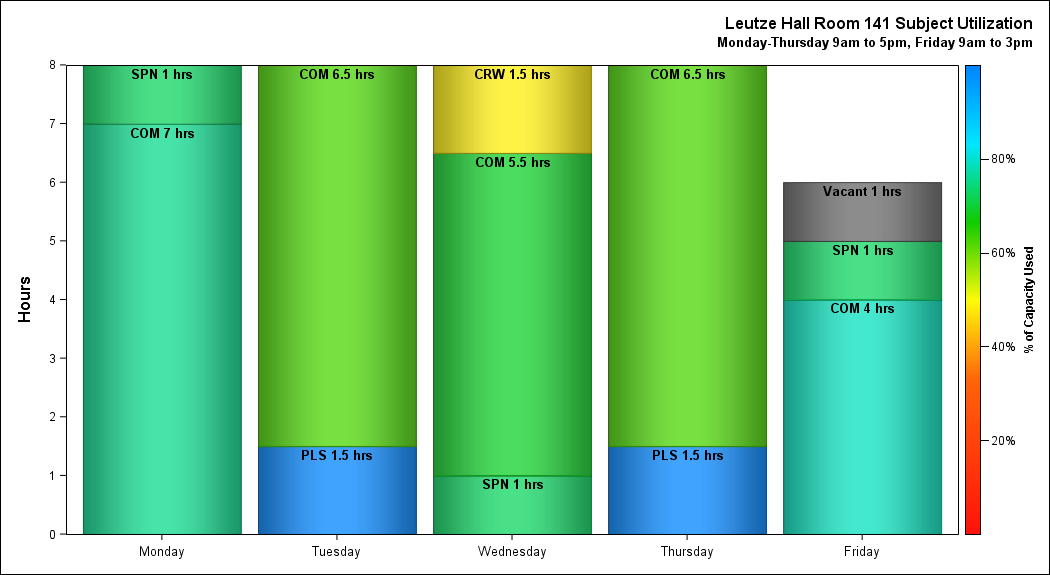 Leutze Hall Room 141 Subject Utilization
Monday-Thursday 9am to 5pm, Friday 9am to 3pm
Hours
8
7
6
5
4
3
2
1
0
SPN 1 hrs
COM 7 hrs
COM 6.5 hrs
PLS 1.5 hrs
CRW 1.5 hrs
COM 5.5 hrs
SPN 1 hrs
COM 6.5 hrs
PLS 1.5 hrs
Vacant 1 hrs
SPN 1 hrs
COM 4 hrs
Monday
Tuesday
Wednesday
Thursday
Friday
80%
60%
40%
20%
% of Capacity Used